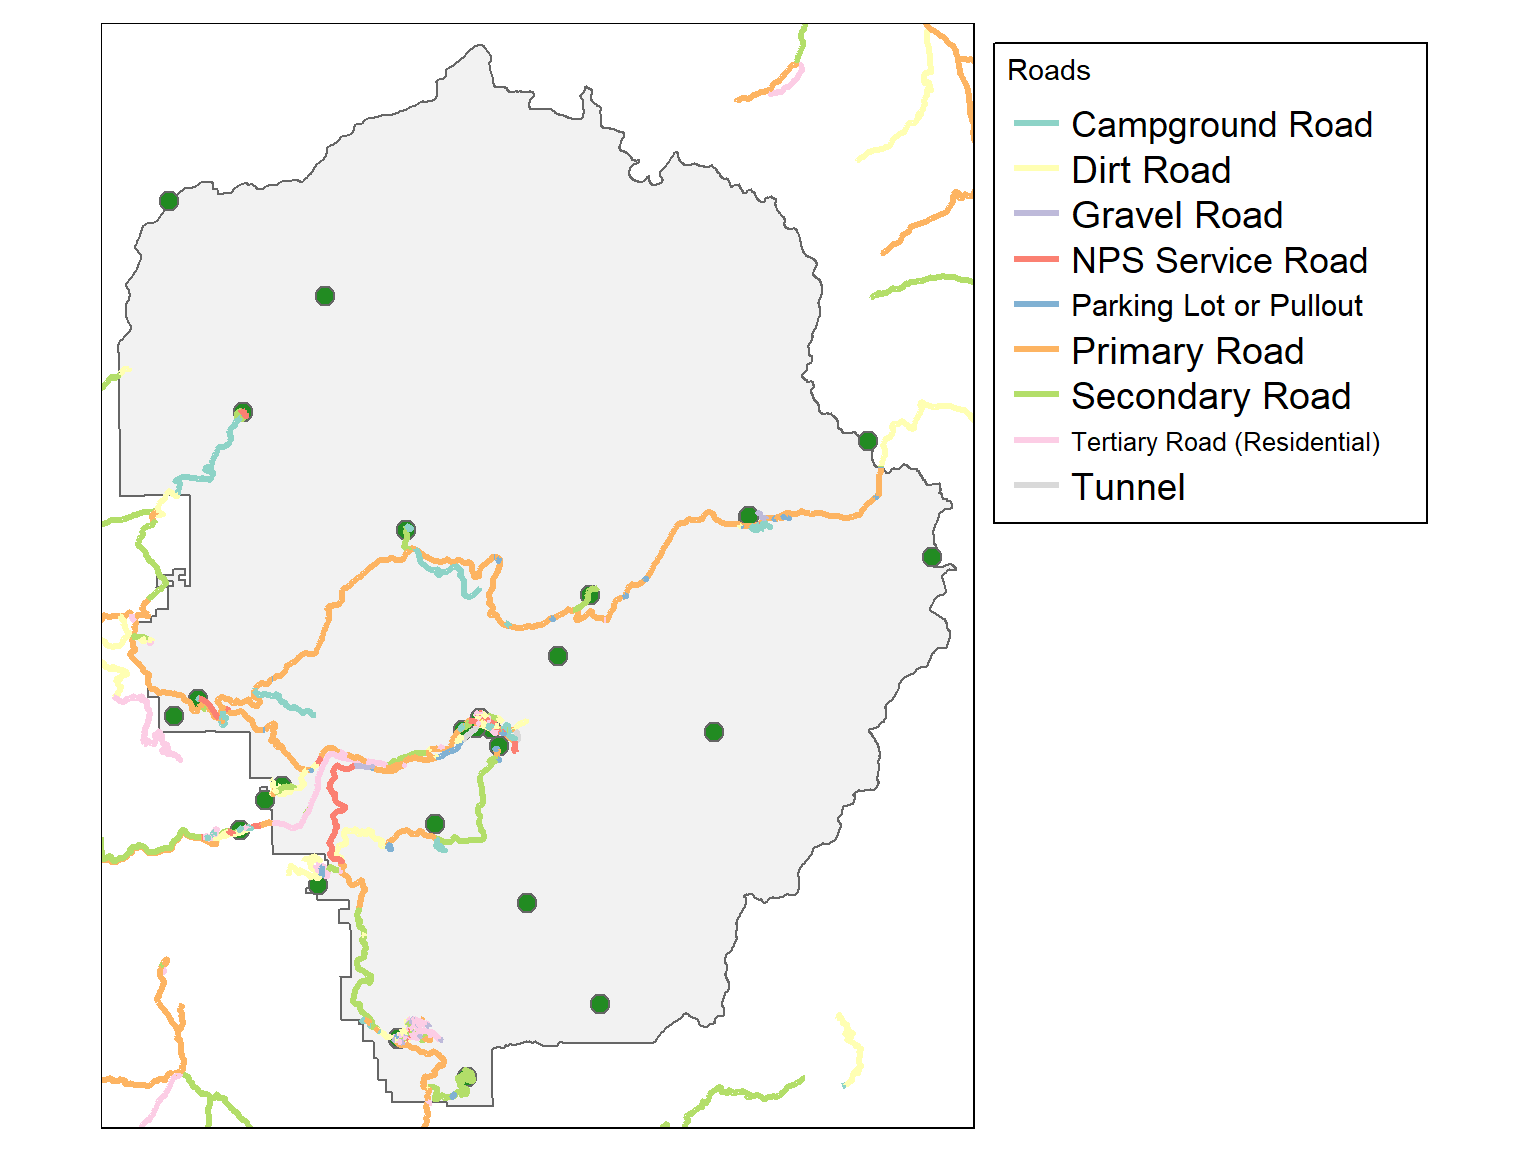 Roads
Campground Road
Dirt Road
Gravel Road
NPS Service Road
Parking Lot or Pullout
Primary Road
Secondary Road
Tertiary Road (Residential)
Tunnel